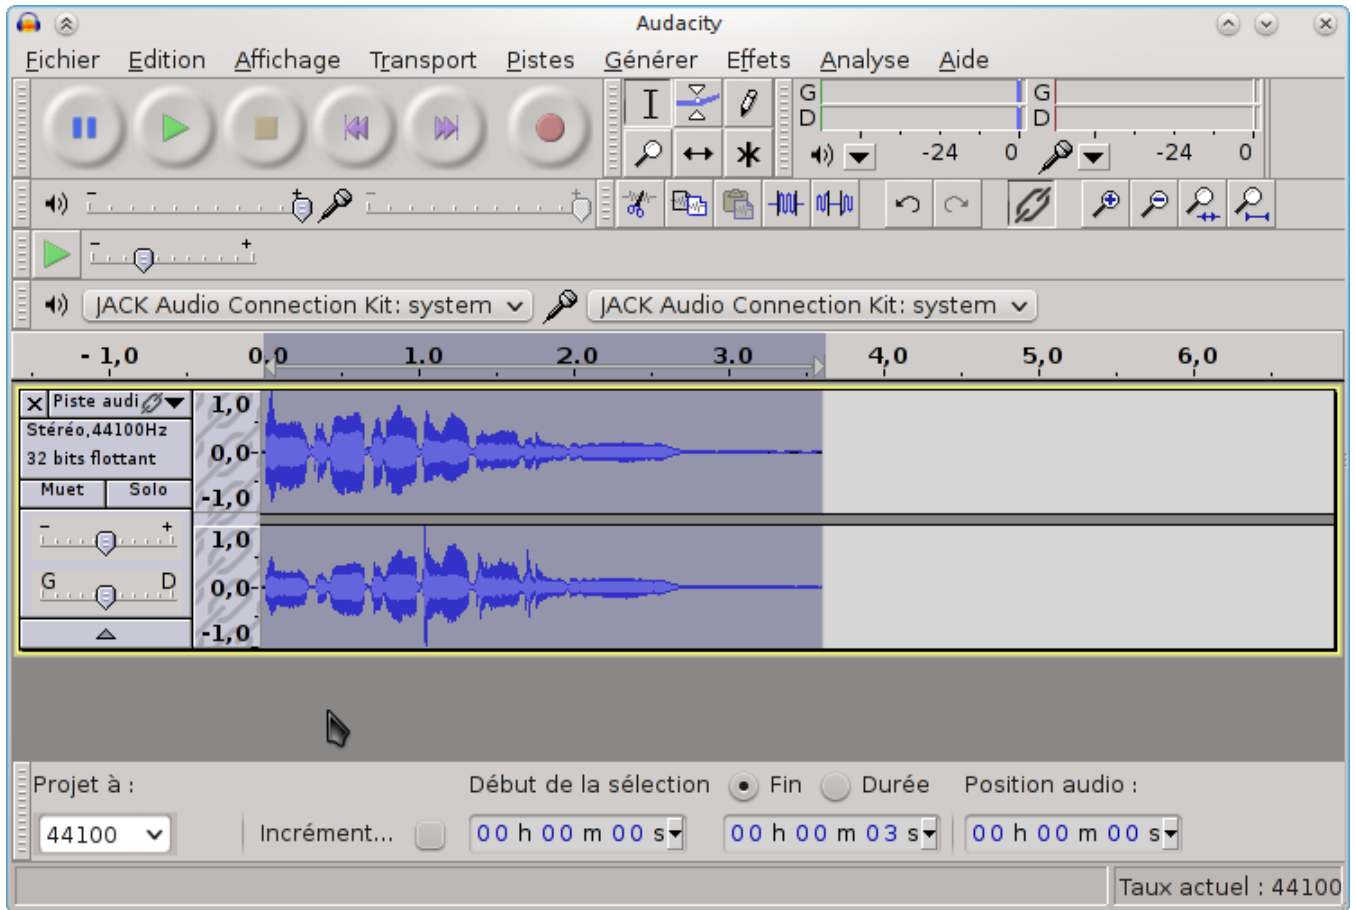 Audacity
Fichier Edition Affichage Transport Pistes Générer Effets Analyse Aide
G G
D D
-24 0 -24 0
- + - +
- +
JACK Audio Connection Kit: system JACK Audio Connection Kit: system
- 1,0 0,0 1.0 2.0 3.0 4,0 5,0 6,0
X Piste audi 1,0
Stéréo,44100Hz
32 bits flottant 0,0-
Muet Solo -1,0
- + 1,0
G D 0,0-
-1,0
Projet à : Début de la sélection Fin Durée Position audio :
44100 Incrément... 00 h 00 m 00 s 00 h 00 m 03 s 00 h 00 m 00 s
Taux actuel : 44100